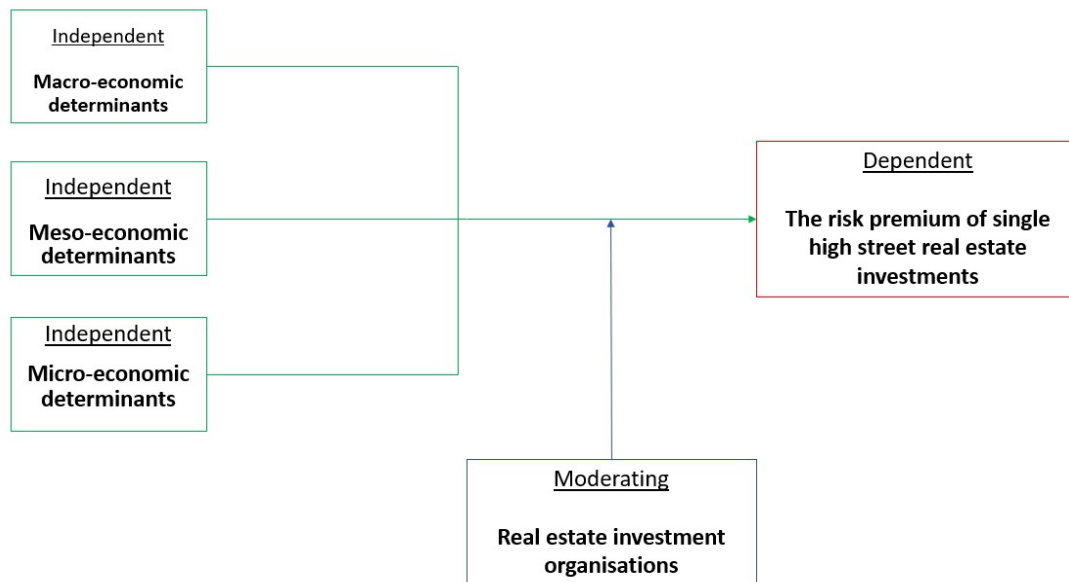 Independent
Macro-economic
determinants
Independent
Meso-economic
determinants
Independent
Micro-economic
determinants
Dependent
The risk premium of single
high street real estate
investments
Moderating
Real estate investment
organisations